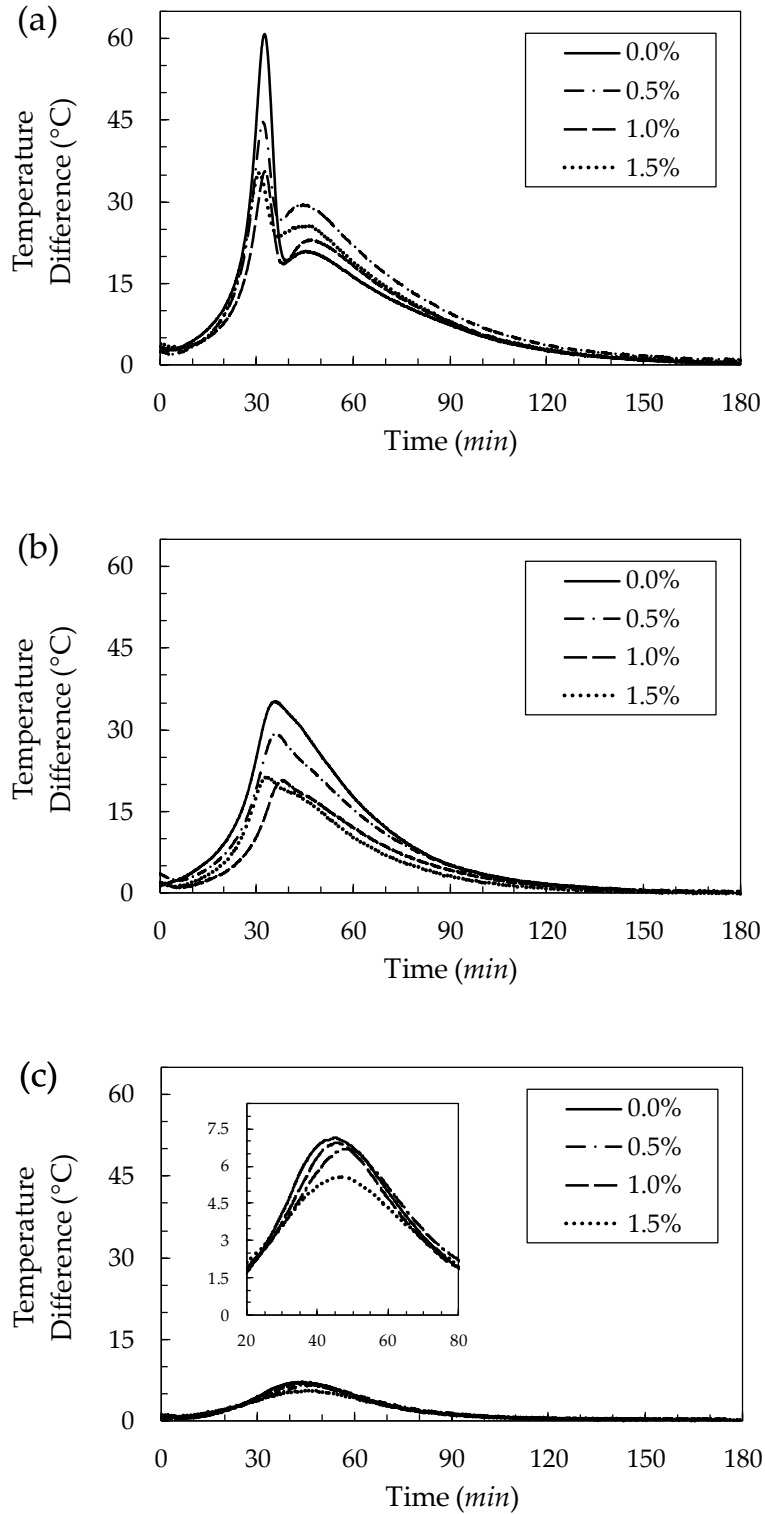 (a)
60
45
30
15
0
Temperature
Difference (°C)
0.0%
0.5%
1.0%
1.5%
0 30 60 90 120 150 180
Time (min)
(b)
60
45
30
15
0
Temperature
Difference (°C)
0.0%
0.5%
1.0%
1.5%
0 30 60 90 120 150 180
Time (min)
(c)
60
45
30
15
0
Temperature
Difference (°C)
7.5
6
4.5
3
1.5
0
20 40 60 80
0.0%
0.5%
1.0%
1.5%
0 30 60 90 120 150 180
Time (min)